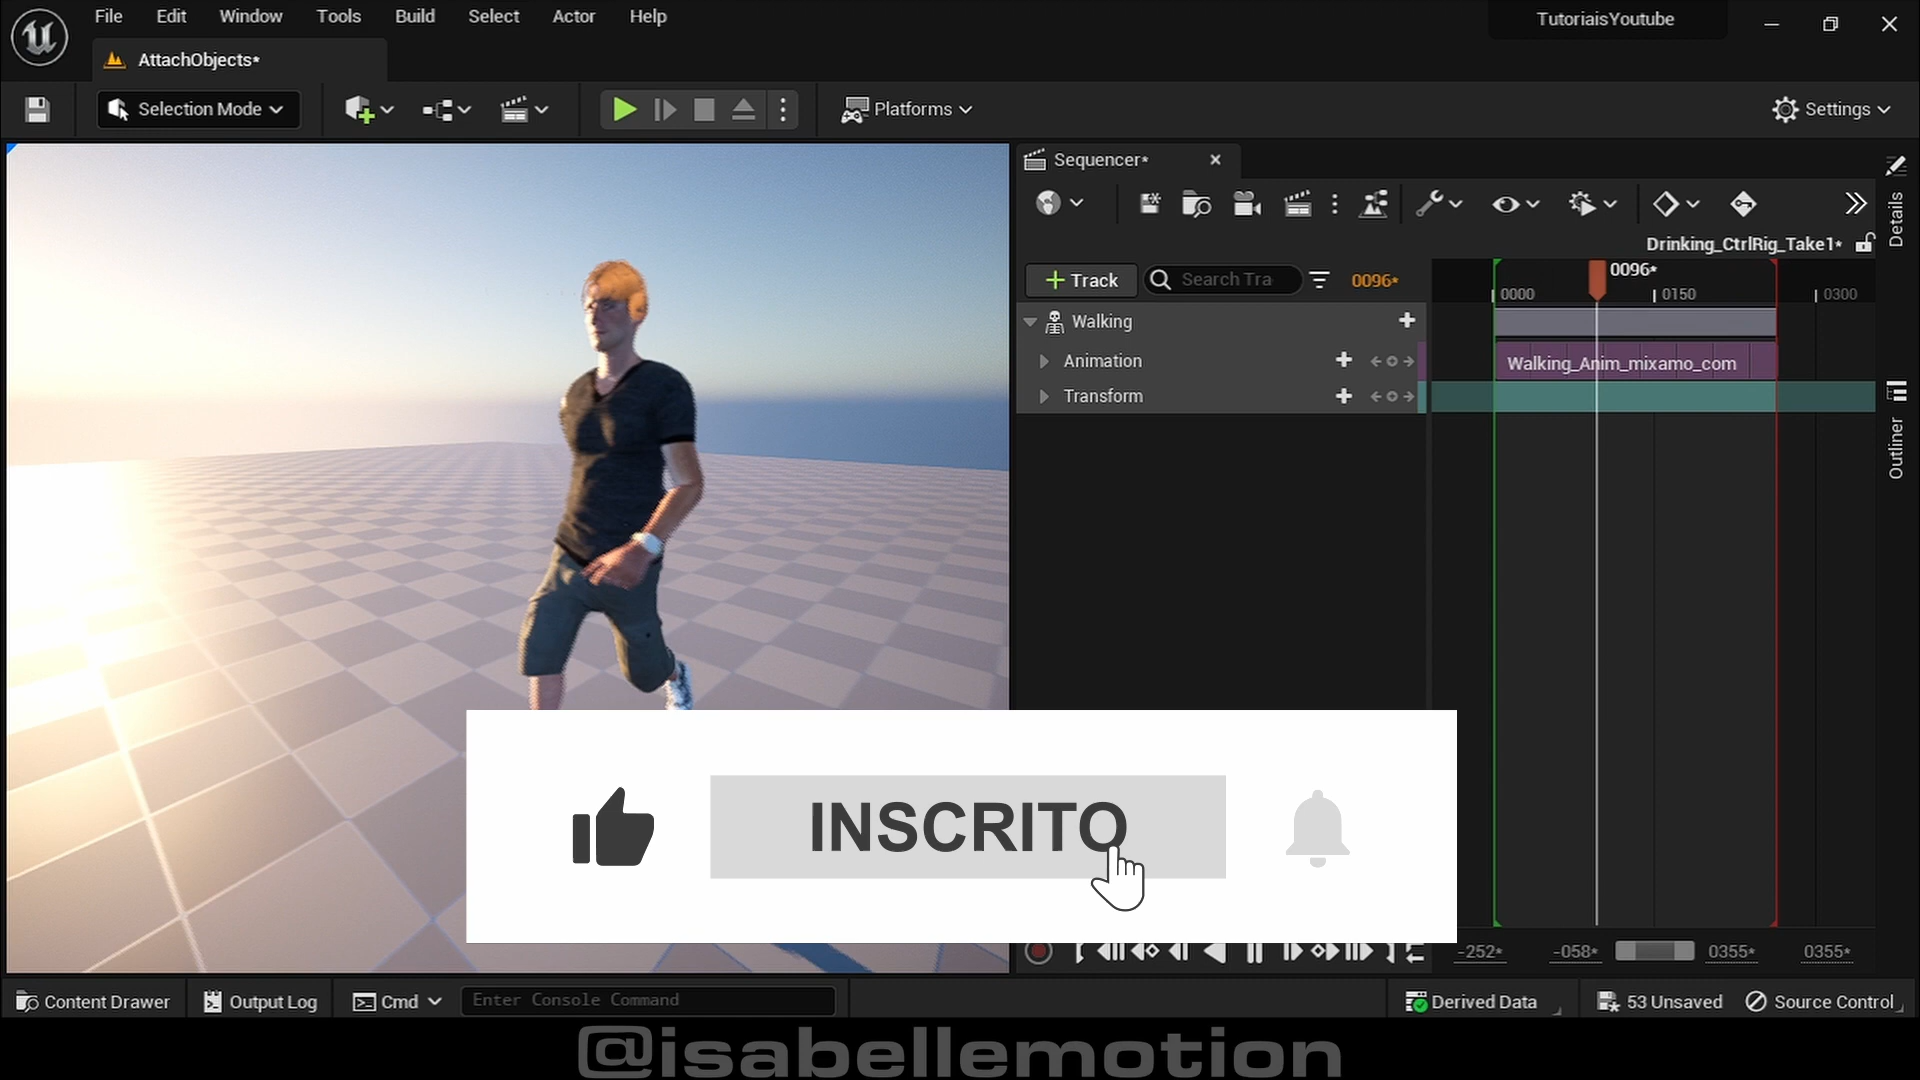 File Edit Window Tools Build Select Actor Help
TutoriaisYoutube
AttachObjects*
Selection Mode
Platforms
Settings
Sequencer*
Details
Drinking_CtrlRig_Take1*
Track
Search Tra
0096*
0096*
0000
0150
0300
Walking
Animation
Walking_Anim_mixamo_com
Transform
Outliner
INSCRITO
-252*
-058*
0355*
0355*
Content Drawer
Output Log
Cmd
Enter Console Command
Derived Data
53 Unsaved
Source Control
@isabellemotion